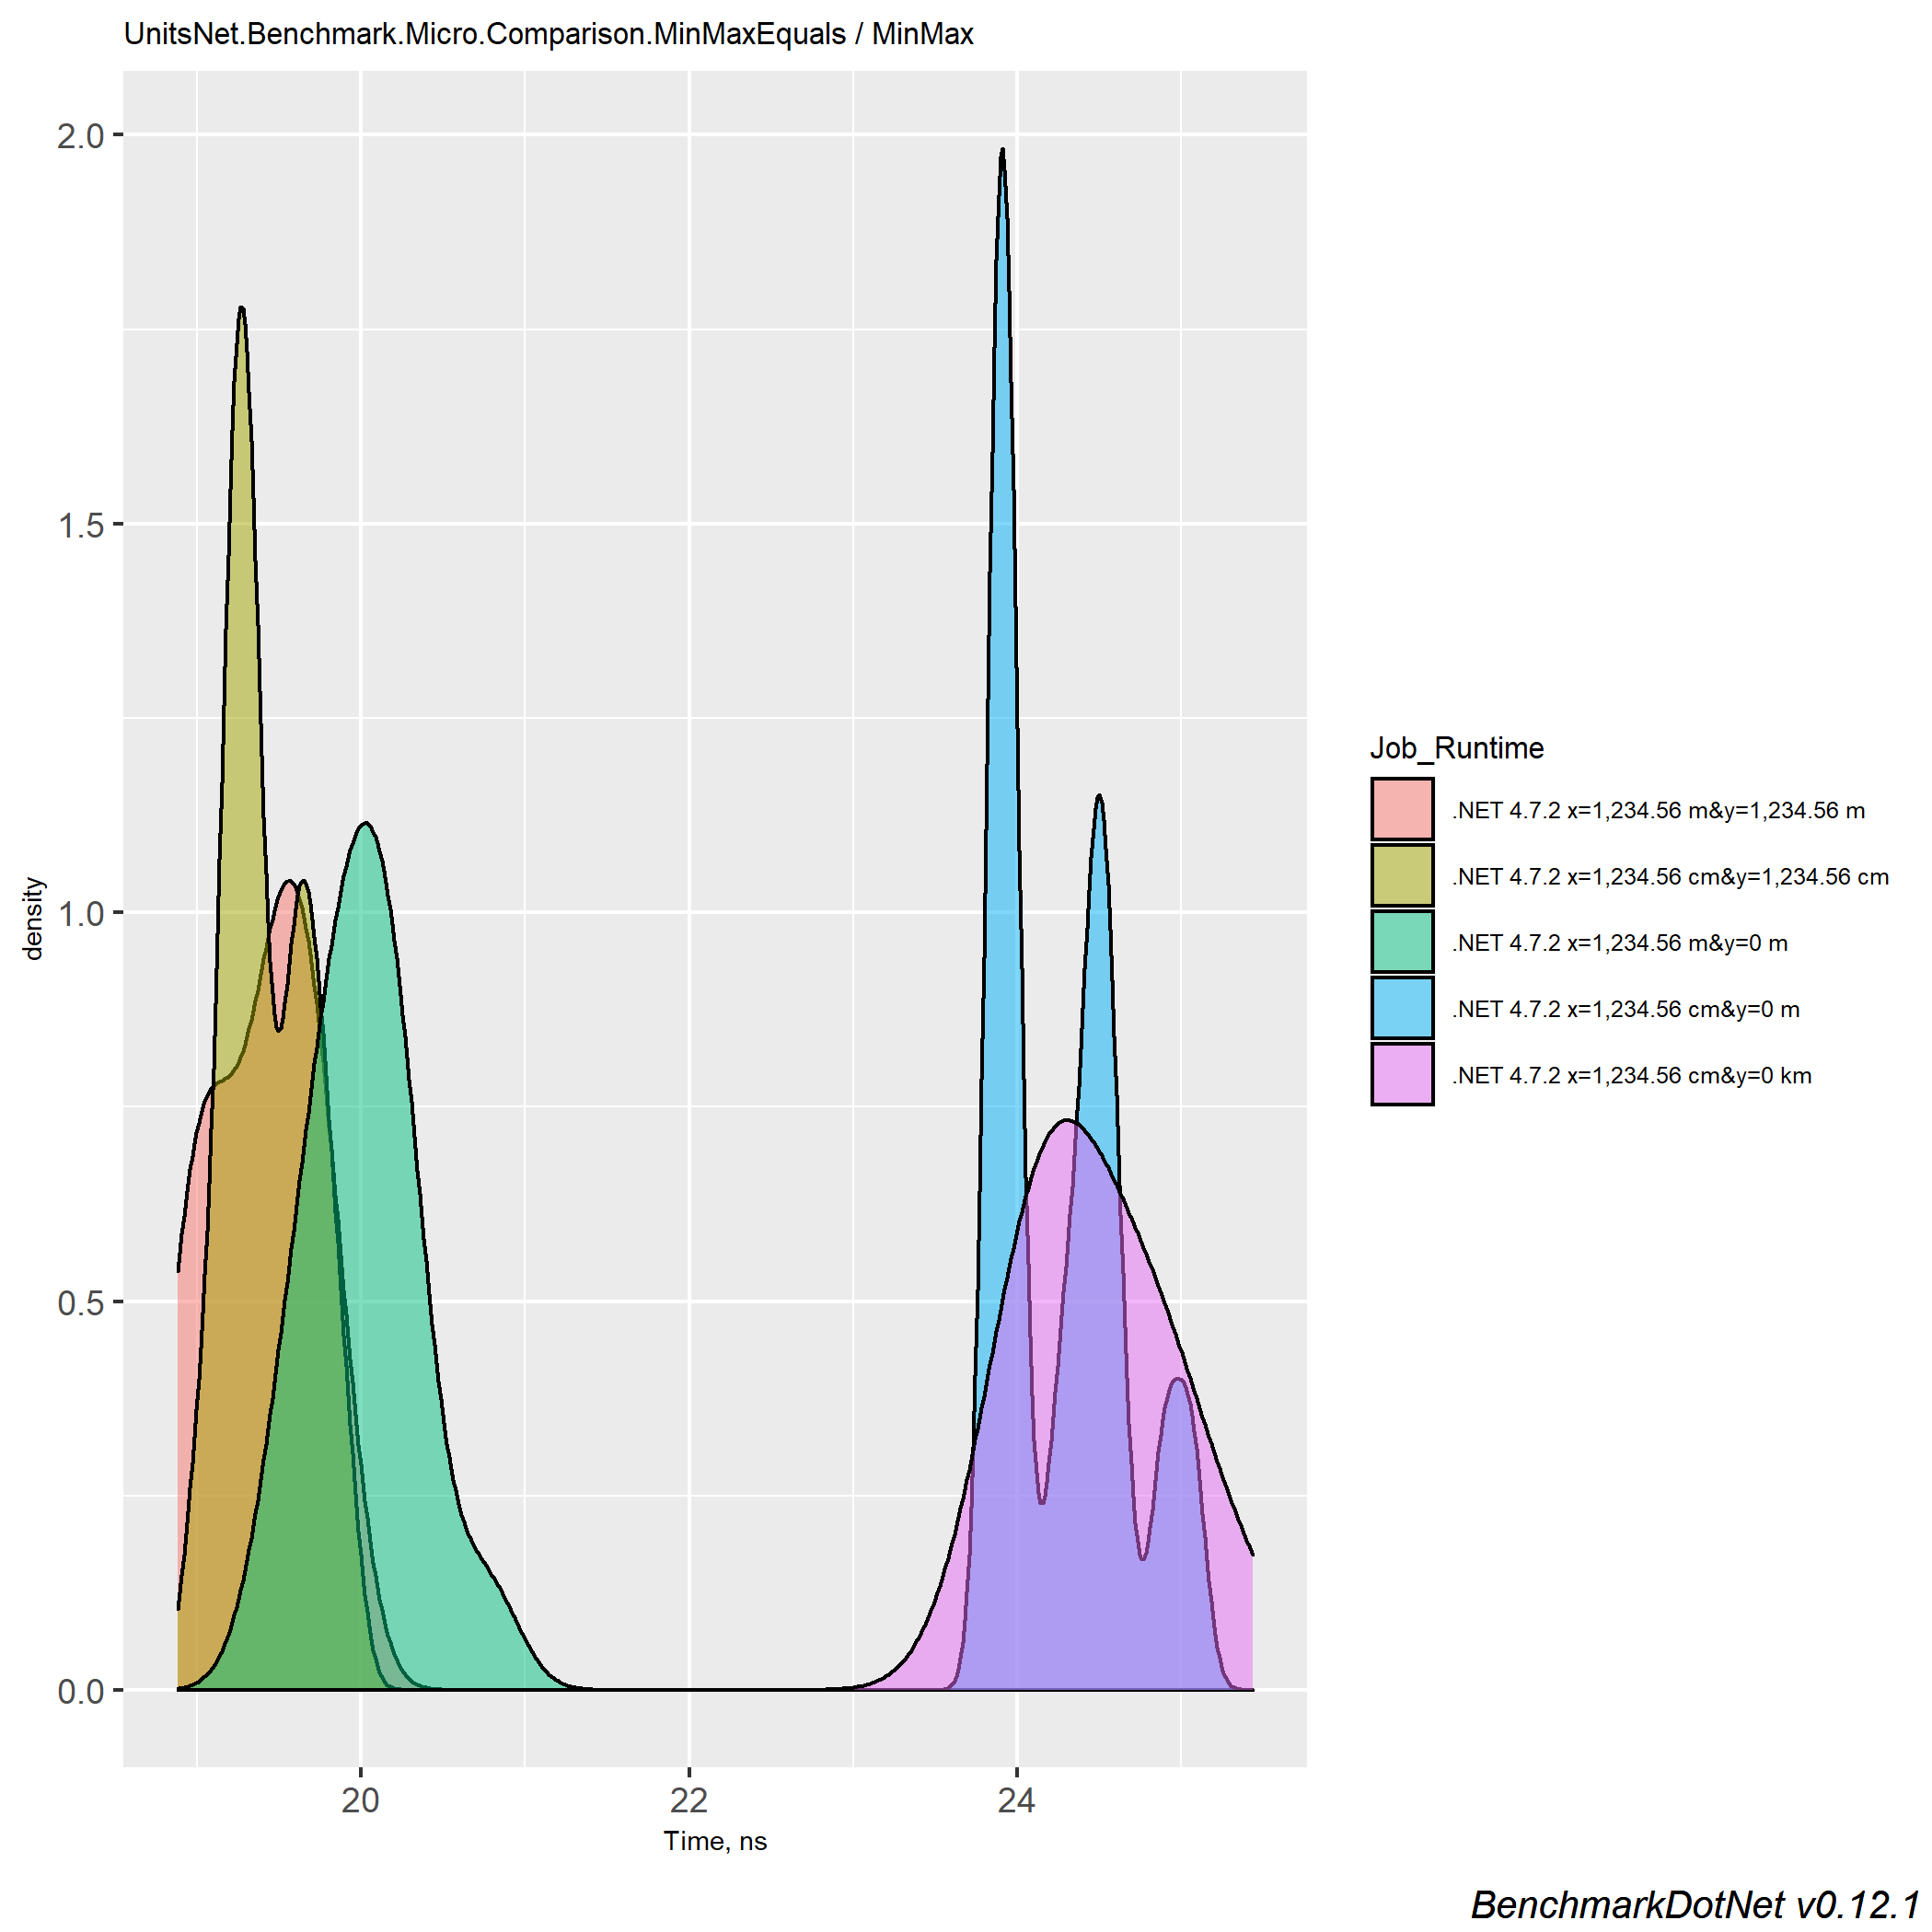 UnitsNet.Benchmark.Micro.Comparison.MinMaxEquals / MinMax
2.0
1.5
1.0
0.5
0.0
density
20 22 24
Time, ns
Job_Runtime
.NET 4.7.2 x=1,234.56 m&y=1,234.56 m
.NET 4.7.2 x=1,234.56 cm&y=1,234.56 cm
.NET 4.7.2 x=1,234.56 m&y=0 m
.NET 4.7.2 x=1,234.56 cm&y=0 m
.NET 4.7.2 x=1,234.56 cm&y=0 km
BenchmarkDotNet v0.12.1